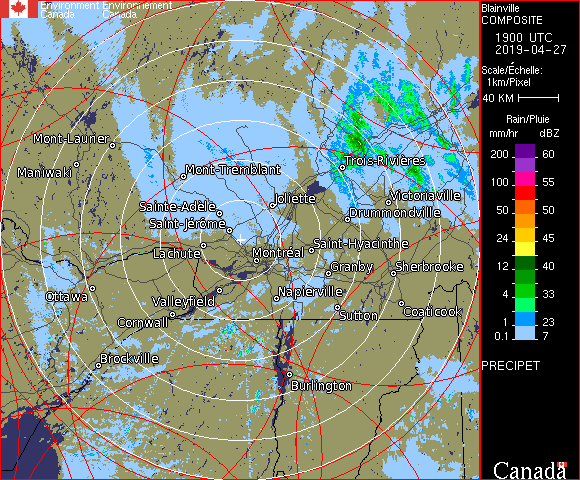 Environment Environnement
Canada Canada
Blainville
COMPOSITE
1900 UTC
2019-04-27
Scale/Échelle:
1km/Pixel
40 KM
Rain/Pluie
mm/hr dBZ
200 60
100 55
50 50
24 45
12 40
4 33
1 23
0.1 7
PRECIPET
Canada
Mont-Laurier
Maniwaki
Mont-Tremblant
Trois-Rivières
Sainte-Adèle
Joliette
Victoriaville
Saint-Jérôme
Drummondville
Lachute
Montréal
Saint-Hyacinthe
Granby
Sherbrooke
Ottawa
Valleyfield
Napierville
Cornwall
Sutton
Coaticook
Brockville
Burlington